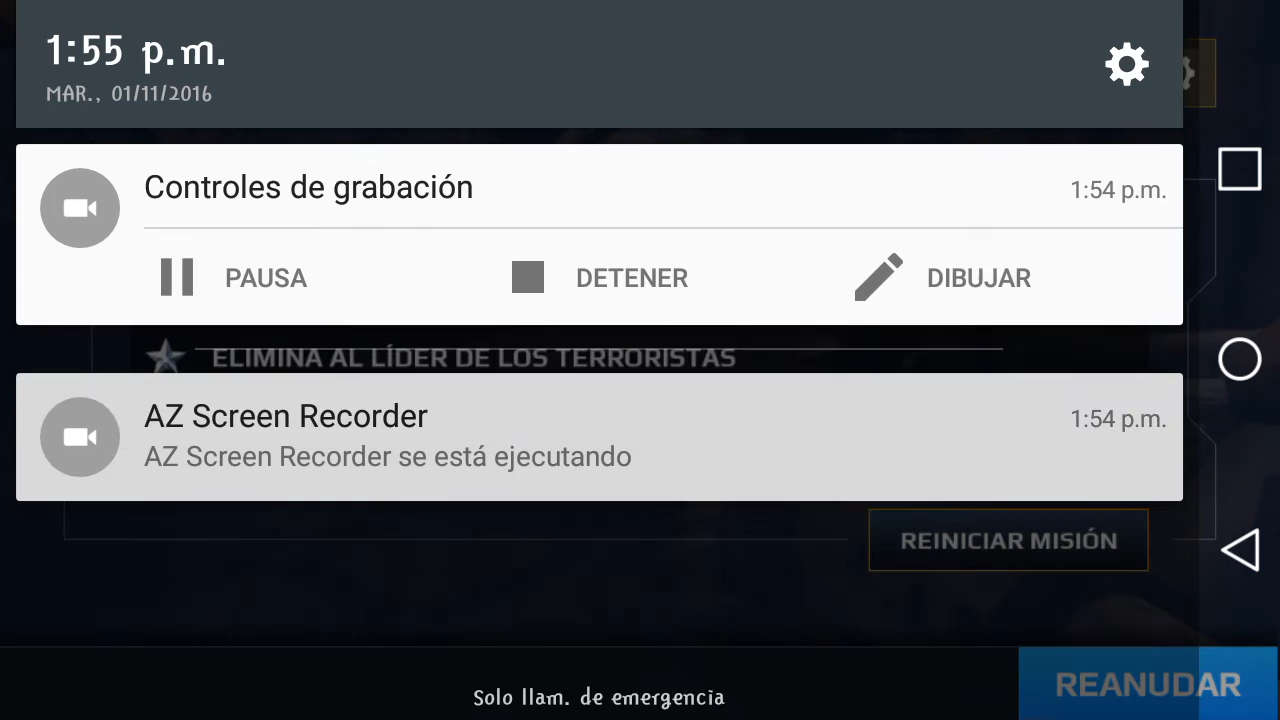 1:55 p.m.
MAR., 01/11/2016
Controles de grabación
1:54 p.m.
PAUSA
DETENER
DIBUJAR
ELIMINA AL LÍDER DE LOS TERRORISTAS
AZ Screen Recorder
1:54 p.m.
AZ Screen Recorder se está ejecutando
REINICIAR MISIÓN
Solo llam. de emergencia
REANUDAR